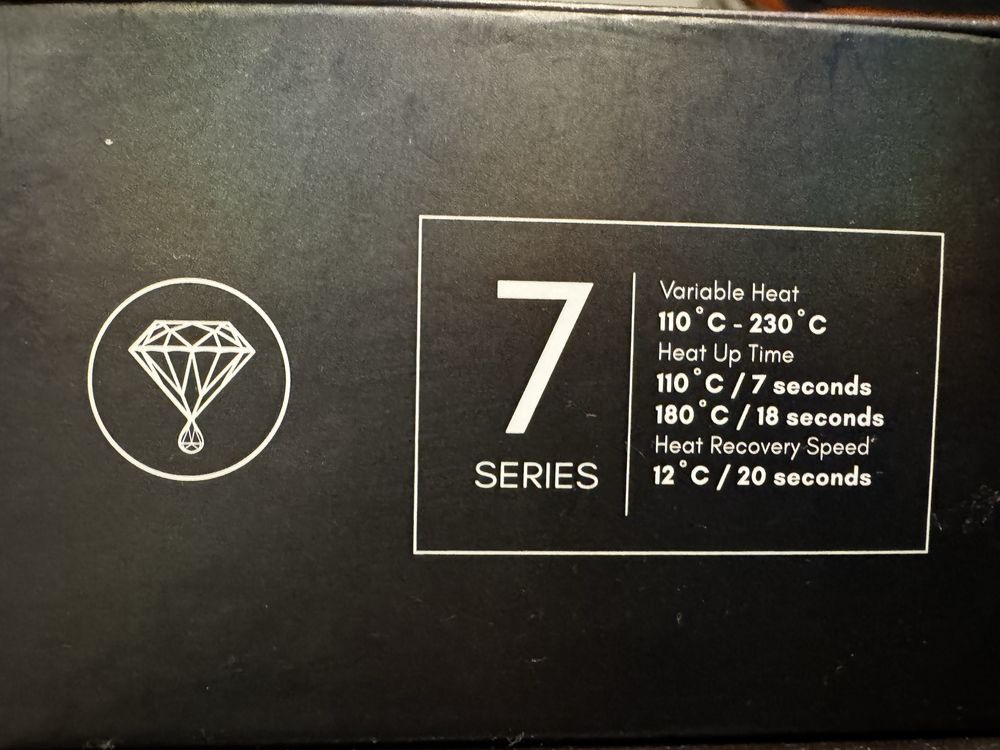 7
SERIES
Variable Heat
110°C - 230°C
Heat Up Time
110°C / 7 seconds
180°C / 18 seconds
Heat Recovery Speed*
12°C / 20 seconds